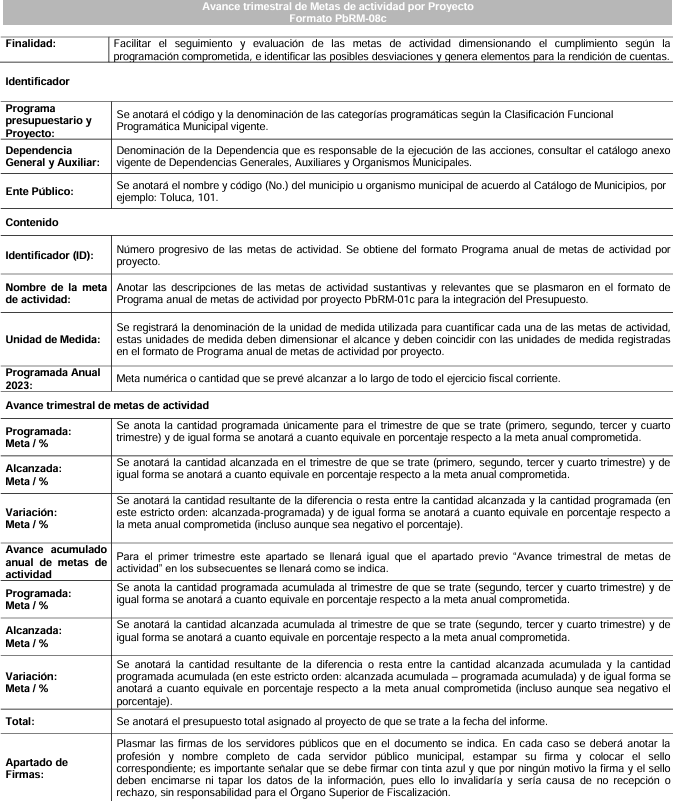 Avance trimestral de Metas de actividad por Proyecto
Formato PbRM-08c
Finalidad:
Facilitar el seguimiento y evaluación de las metas de actividad dimensionando el cumplimiento según la
programación comprometida, e identificar las posibles desviaciones y genera elementos para la rendición de cuentas.
Identificador
Programa
presupuestario y
Proyecto:
Se anotará el código y la denominación de las categorías programáticas según la Clasificación Funcional
Programática Municipal vigente.
Dependencia
General y Auxiliar:
Denominación de la Dependencia que es responsable de la ejecución de las acciones, consultar el catálogo anexo
vigente de Dependencias Generales, Auxiliares y Organismos Municipales.
Ente Público:
Se anotará el nombre y código (No.) del municipio u organismo municipal de acuerdo al Catálogo de Municipios, por
ejemplo: Toluca, 101.
Contenido
Identificador (ID):
Número progresivo de las metas de actividad. Se obtiene del formato Programa anual de metas de actividad por
proyecto.
Nombre de la meta
de actividad:
Anotar las descripciones de las metas de actividad sustantivas y relevantes que se plasmaron en el formato de
Programa anual de metas de actividad por proyecto PbRM-01c para la integración del Presupuesto.
Unidad de Medida:
Se registrará la denominación de la unidad de medida utilizada para cuantificar cada una de las metas de actividad,
estas unidades de medida deben dimensionar el alcance y deben coincidir con las unidades de medida registradas
en el formato de Programa anual de metas de actividad por proyecto.
Programada Anual
2023:
Meta numérica o cantidad que se prevé alcanzar a lo largo de todo el ejercicio fiscal corriente.
Avance trimestral de metas de actividad
Programada:
Meta / %
Se anota la cantidad programada únicamente para el trimestre de que se trate (primero, segundo, tercer y cuarto
trimestre) y de igual forma se anotará a cuanto equivale en porcentaje respecto a la meta anual comprometida.
Alcanzada:
Meta / %
Se anotará la cantidad alcanzada en el trimestre de que se trate (primero, segundo, tercer y cuarto trimestre) y de
igual forma se anotará a cuanto equivale en porcentaje respecto a la meta anual comprometida.
Variación:
Meta / %
Se anotará la cantidad resultante de la diferencia o resta entre la cantidad alcanzada y la cantidad programada (en
este estricto orden: alcanzada-programada) y de igual forma se anotará a cuanto equivale en porcentaje respecto a
la meta anual comprometida (incluso aunque sea negativo el porcentaje).
Avance acumulado
anual de metas de
actividad
Para el primer trimestre este apartado se llenará igual que el apartado previo “Avance trimestral de metas de
actividad” en los subsecuentes se llenará como se indica.
Programada:
Meta / %
Se anota la cantidad programada acumulada al trimestre de que se trate (segundo, tercer y cuarto trimestre) y de
igual forma se anotará a cuanto equivale en porcentaje respecto a la meta anual comprometida.
Alcanzada:
Meta / %
Se anotará la cantidad alcanzada acumulada al trimestre de que se trate (segundo, tercer y cuarto trimestre) y de
igual forma se anotará a cuanto equivale en porcentaje respecto a la meta anual comprometida.
Variación:
Meta / %
Se anotará la cantidad resultante de la diferencia o resta entre la cantidad alcanzada acumulada y la cantidad
programada acumulada (en este estricto orden: alcanzada acumulada – programada acumulada) y de igual forma se
anotará a cuanto equivale en porcentaje respecto a la meta anual comprometida (incluso aunque sea negativo el
porcentaje).
Total:
Se anotará el presupuesto total asignado al proyecto de que se trate a la fecha del informe.
Apartado de
Firmas:
Plasmar las firmas de los servidores públicos que en el documento se indica. En cada caso se deberá anotar la
profesión y nombre completo de cada servidor público municipal, estampar su firma y colocar el sello
correspondiente; es importante señalar que se debe firmar con tinta azul y que por ningún motivo la firma y el sello
deben encimarse ni tapar los datos de la información, pues ello lo invalidaría y sería causa de no recepción o
rechazo, sin responsabilidad para el Órgano Superior de Fiscalización.